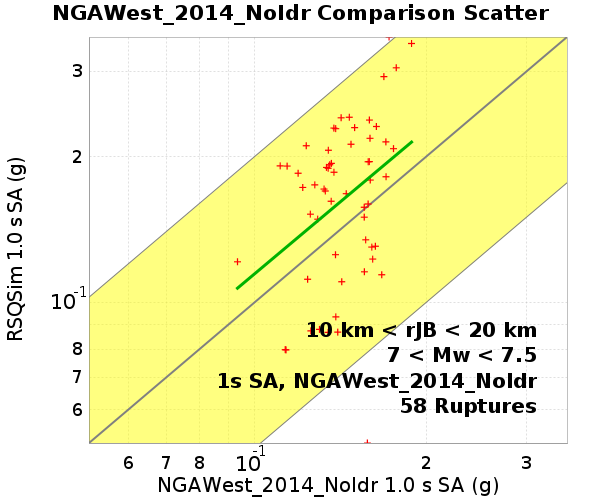 NGAWest_2014_NoIdr Comparison Scatter
3
2
10-1
8
7
6
RSQSim 1.0 s SA (g)
10 km < rJB < 20 km
7 < Mw < 7.5
1s SA, NGAWest_2014_NoIdr
58 Ruptures
6 7 8 10-1 2 3
NGAWest_2014_NoIdr 1.0 s SA (g)